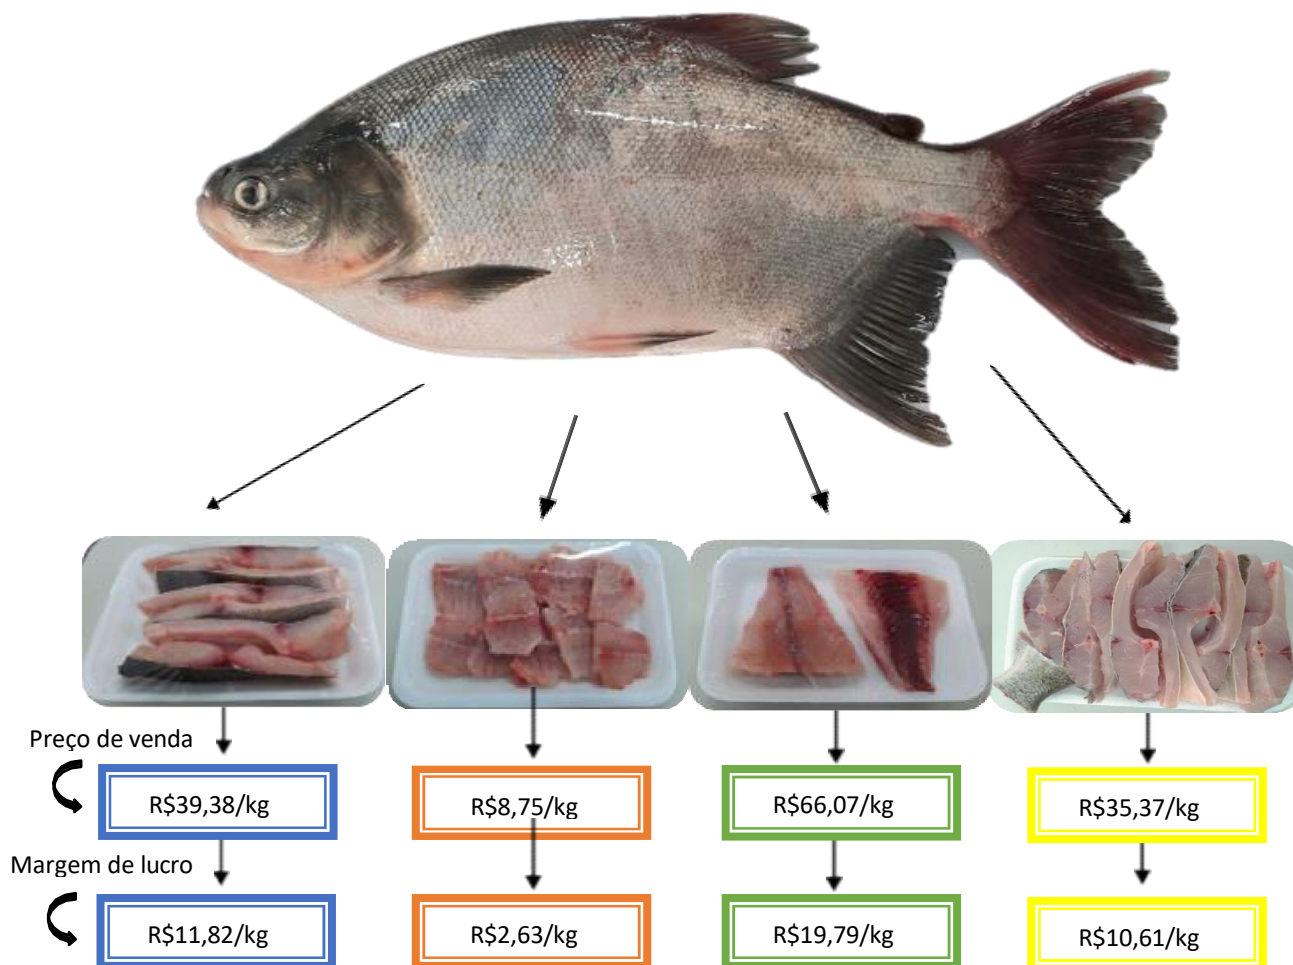 Preço de venda
R$39,38/kg
R$8,75/kg
R$66,07/kg
R$35,37/kg
Margem de lucro
R$11,82/kg
R$2,63/kg
R$19,79/kg
R$10,61/kg